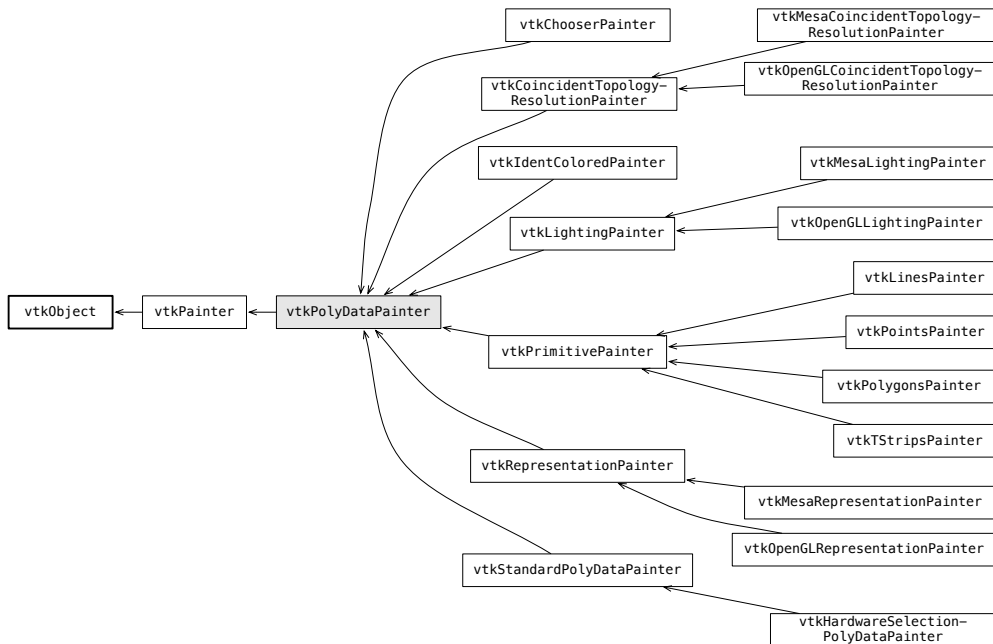 vtkChooserPainter
vtkMesaCoincidentTopology–
ResolutionPainter
vtkOpenGLCoincidentTopology–
ResolutionPainter
vtkCoincidentTopology–
ResolutionPainter
vtkIdentColoredPainter
vtkMesaLightingPainter
vtkLightingPainter
vtkOpenGLLightingPainter
vtkLinesPainter
vtkObject
vtkPainter
vtkPolyDataPainter
vtkPointsPainter
vtkPrimitivePainter
vtkPolygonsPainter
vtkTStripsPainter
vtkRepresentationPainter
vtkMesaRepresentationPainter
vtkOpenGLRepresentationPainter
vtkStandardPolyDataPainter
vtkHardwareSelection–
PolyDataPainter